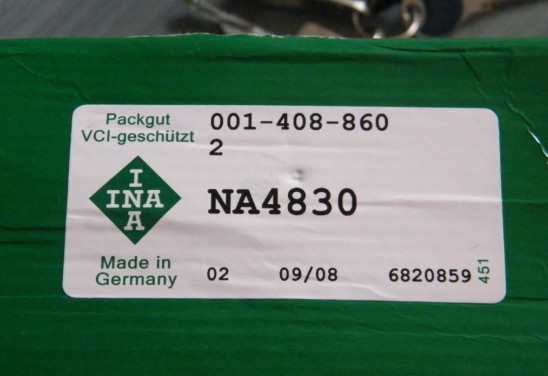 Packgut
VCI-geschützt
001-408-860
2
I
INA
A
NA4830
Made in
Germany
02 09/08 6820859
451